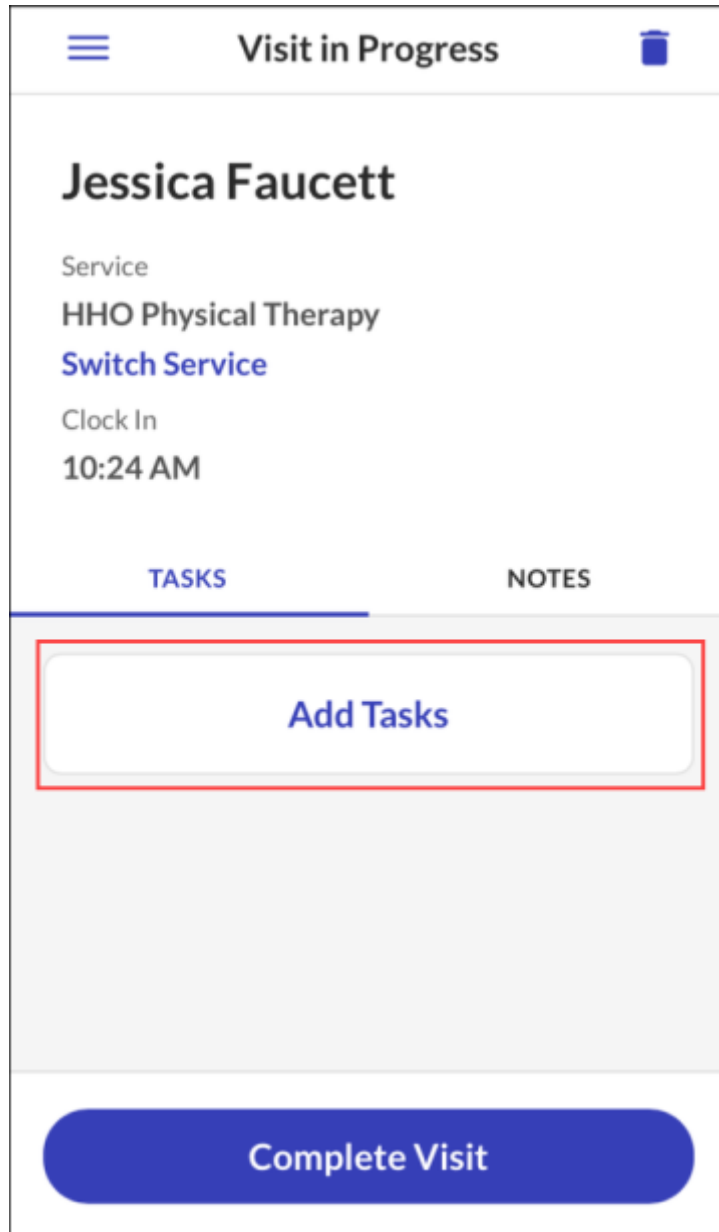 Visit in Progress
Jessica Faucett
Service
HHO Physical Therapy
Switch Service
Clock In
10:24 AM
TASKS NOTES
Add Tasks
Complete Visit